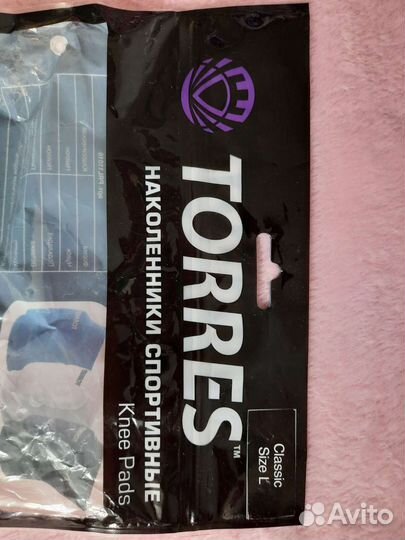 TORRES™
НАКОЛЕННИКИ СПОРТИВНЫЕ
Knee Pads
Classic
Size L
Avito